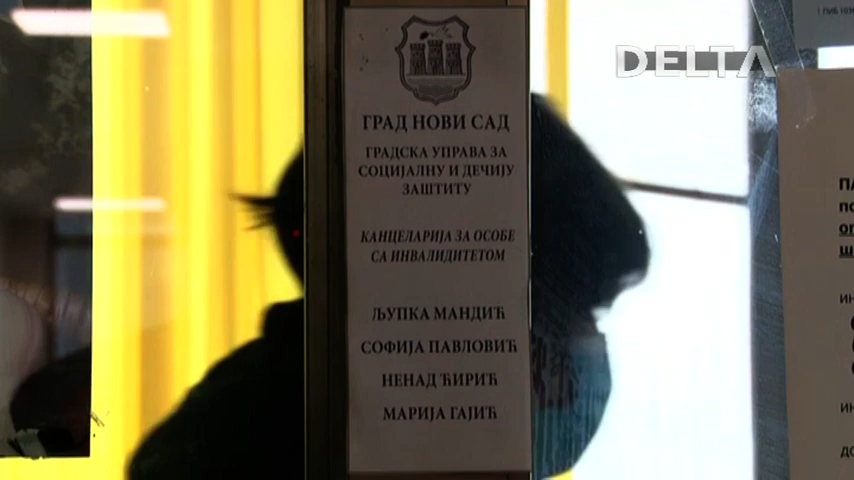 DELTA
ГРАД НОВИ САД
ГРАДСКА УПРАВА ЗА
СОЦИЈАЛНУ И ДЕЧИЈУ
ЗАШТИТУ
КАНЦЕЛАРИЈА ЗА ОСОБЕ
СА ИНВАЛИДИТЕТОМ
ЉУПКА МАНДИЋ
СОФИЈА ПАВЛОВИЋ
НЕНАД ЋИРИЋ
МАРИЈА ГАЈИЋ